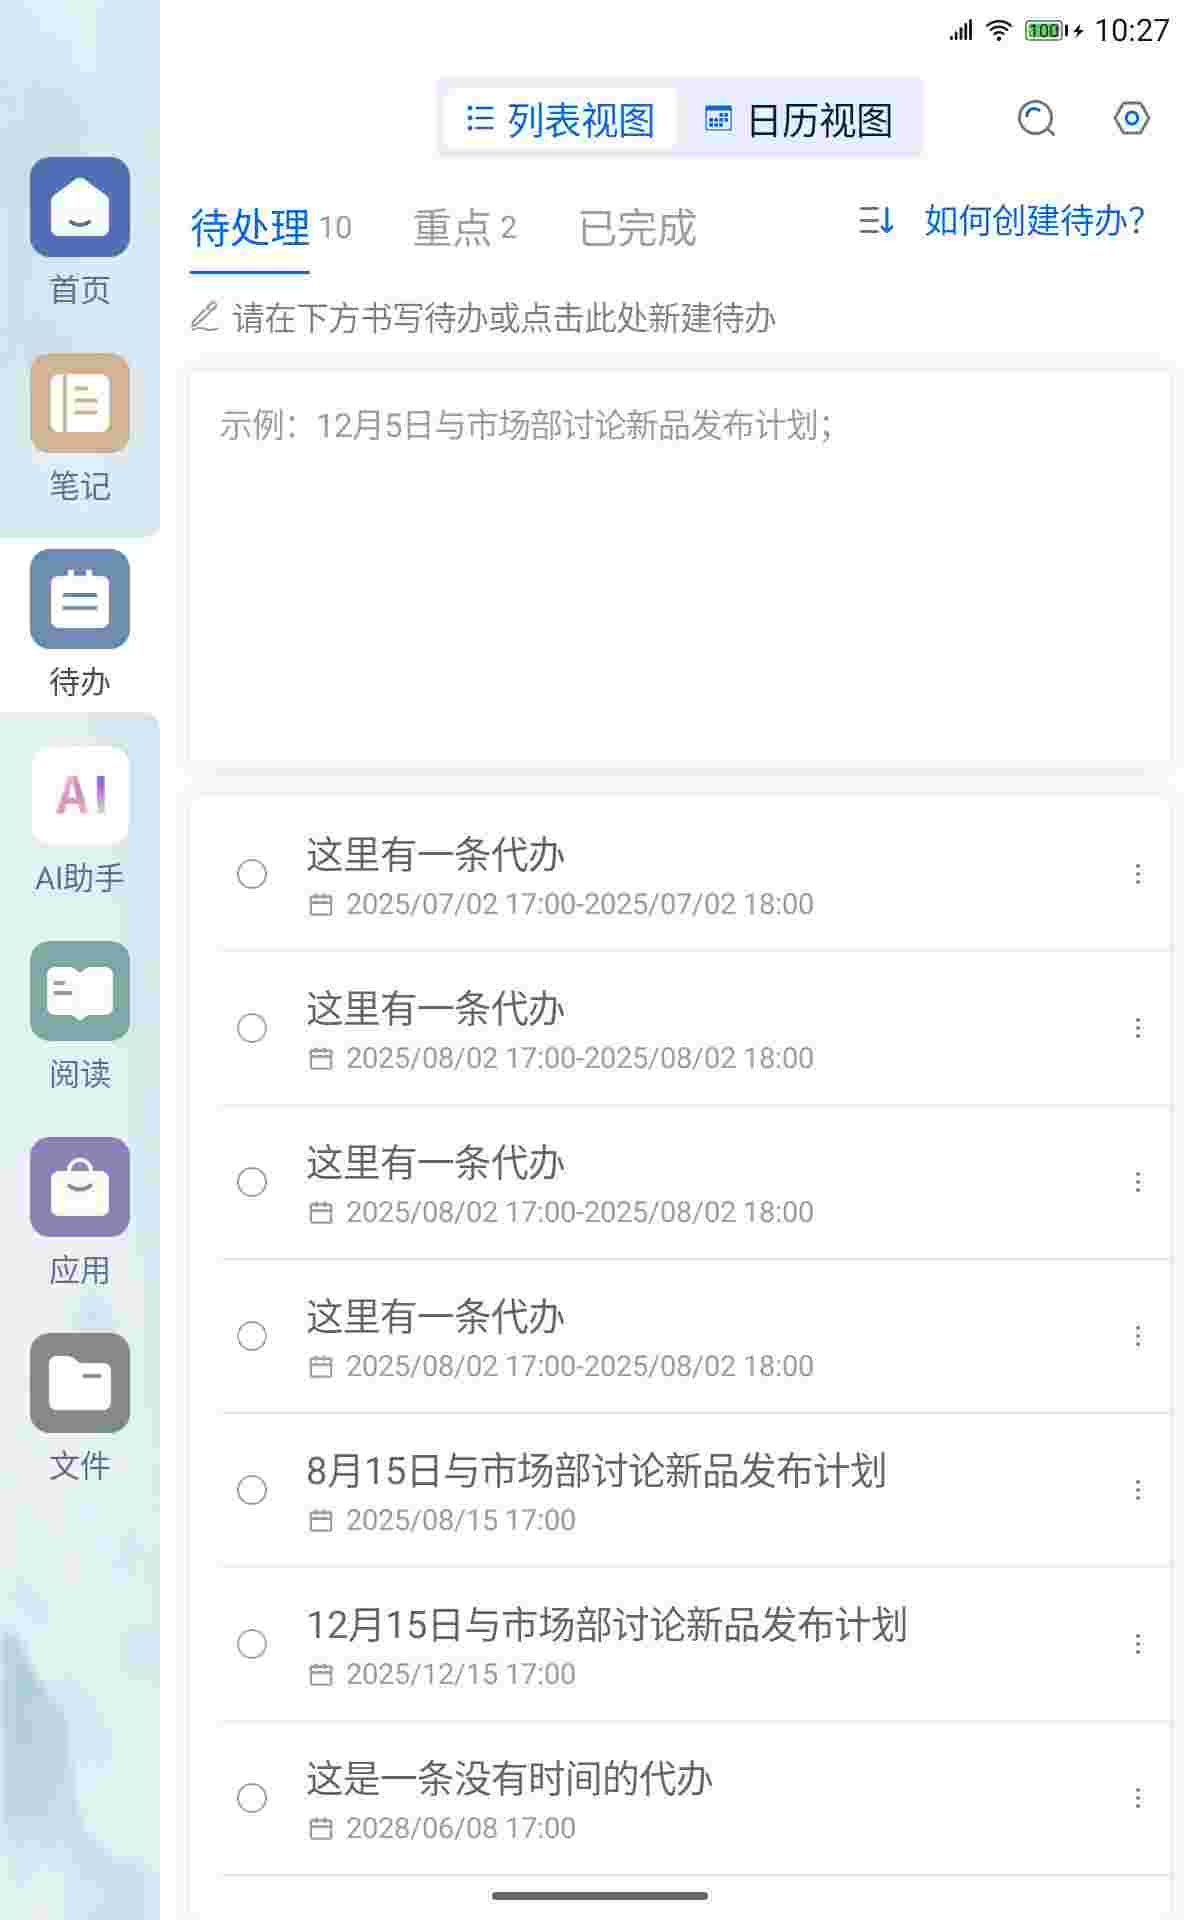 100 10:27
列表视图 日历视图
待处理 10 重点 2 已完成 如何创建待办?
请在下方书写待办或点击此处新建待办
示例：12月5日与市场部讨论新品发布计划；
首页
笔记
待办
AI
AI助手
阅读
应用
文件
这里有一条代办
2025/07/02 17:00-2025/07/02 18:00
这里有一条代办
2025/08/02 17:00-2025/08/02 18:00
这里有一条代办
2025/08/02 17:00-2025/08/02 18:00
这里有一条代办
2025/08/02 17:00-2025/08/02 18:00
8月15日与市场部讨论新品发布计划
2025/08/15 17:00
12月15日与市场部讨论新品发布计划
2025/12/15 17:00
这是一条没有时间的代办
2028/06/08 17:00